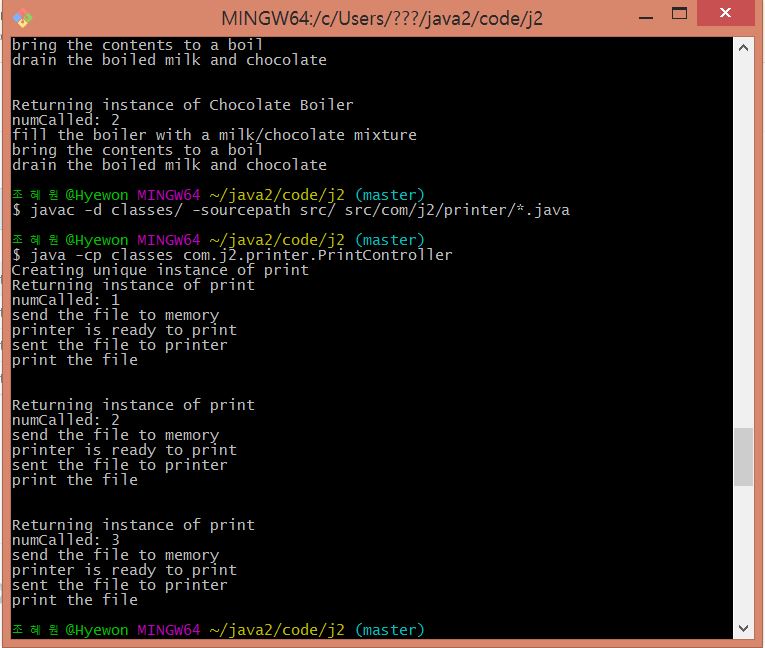 MINGW64:/c/Users/???/java2/code/j2
bring the contents to a boil
drain the boiled milk and chocolate
Returning instance of Chocolate Boiler
numCalled: 2
fill the boiler with a milk/chocolate mixture
bring the contents to a boil
drain the boiled milk and chocolate
조 혜 원 @Hyewon MINGW64 ~/java2/code/j2 (master)
$ javac -d classes/ -sourcepath src/ src/com/j2/printer/*.java
조 혜 원 @Hyewon MINGW64 ~/java2/code/j2 (master)
$ java -cp classes com.j2.printer.PrintController
Creating unique instance of print
Returning instance of print
numCalled: 1
send the file to memory
printer is ready to print
sent the file to printer
print the file
Returning instance of print
numCalled: 2
send the file to memory
printer is ready to print
sent the file to printer
print the file
Returning instance of print
numCalled: 3
send the file to memory
printer is ready to print
sent the file to printer
print the file
조 혜 원 @Hyewon MINGW64 ~/java2/code/j2 (master)